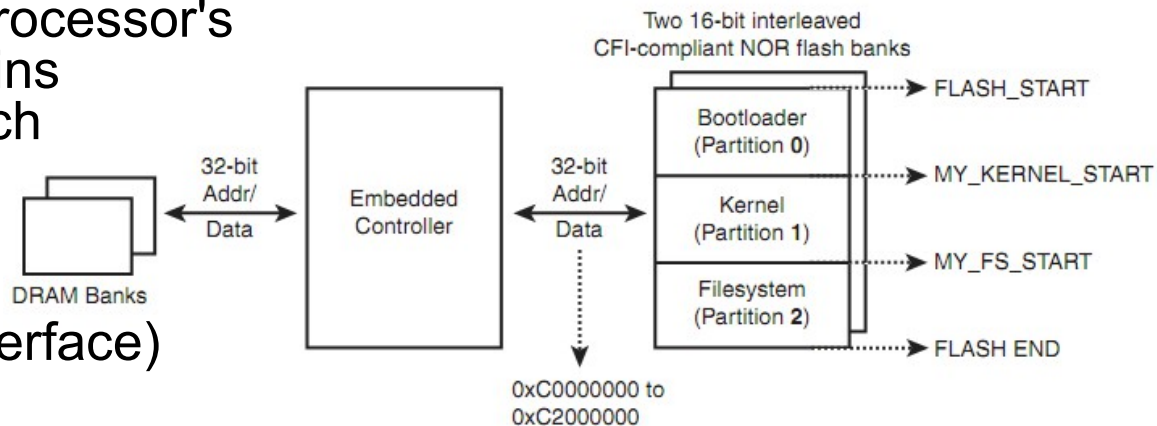 rocessor's
ins
ch
erface)
Two 16-bit interleaved
CFI-compliant NOR flash banks
FLASH_START
Bootloader
(Partition 0)
MY_KERNEL_START
32-bit
Addr/
Data
Embedded
Controller
32-bit
Addr/
Data
Kernel
(Partition 1)
MY_FS_START
DRAM Banks
Filesystem
(Partition 2)
FLASH END
0xC0000000 to
0xC2000000